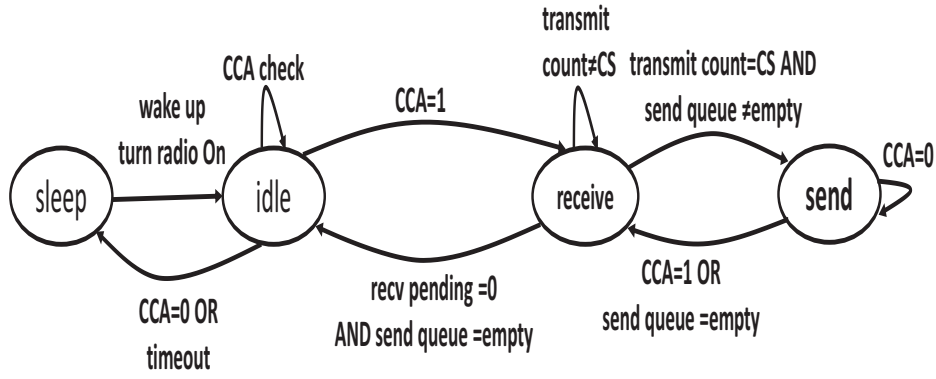 transmit
count≠CS
transmit count=CS AND
send queue ≠empty
CCA check
wake up
turn radio On
CCA=1
CCA=0
sleep
idle
receive
send
CCA=0 OR
timeout
recv pending =0
AND send queue =empty
CCA=1 OR
send queue =empty